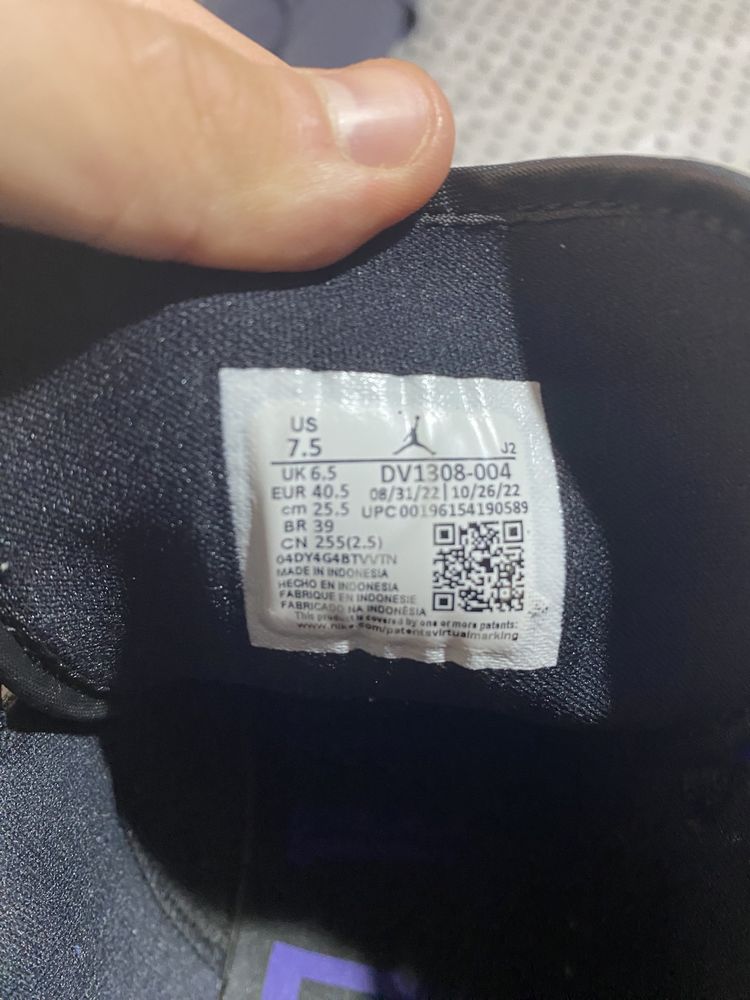 US
7.5
J2
UK 6.5 DV1308-004
EUR 40.5 08/31/22 | 10/26/22
cm 25.5 UPC 00196154190589
BR 39
CN 255(2.5)
04DY4G4BTVVTN
MADE IN INDONESIA
HECHO EN INDONESIA
FABRIQUE EN INDONESIE
FABRICADO NA INDONÉSIA
This product is covered by one or more patents:
www.nike.com/patentsvirtualmarking